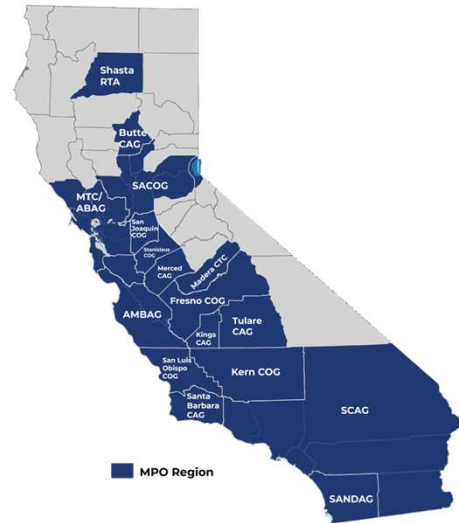 Shasta
RTA
Butte
CAG
SACOG
MTC/
ABAG
San
Joaquin
COG
Stanislaus
COG
Merced
CAG
Madera CTC
Fresno COG
AMBAG
Tulare
CAG
Kings
CAG
San Luis
Obispo
COG
Kern COG
Santa
Barbara
CAG
SCAG
SANDAG
MPO Region